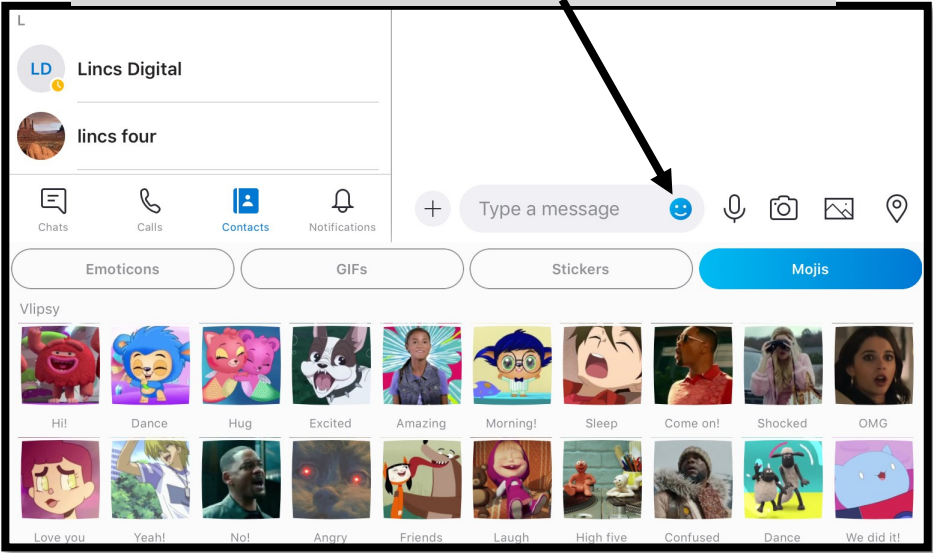 L
LD Lincs Digital
lincs four
Chats Calls Contacts Notifications
Type a message
Emoticons GIFs Stickers Mojis
Vlipsy
Hi! Dance Hug Excited Amazing Morning! Sleep Come on! Shocked OMG
Love you Yeah! No! Angry Friends Laugh High five Confused Dance We did it!